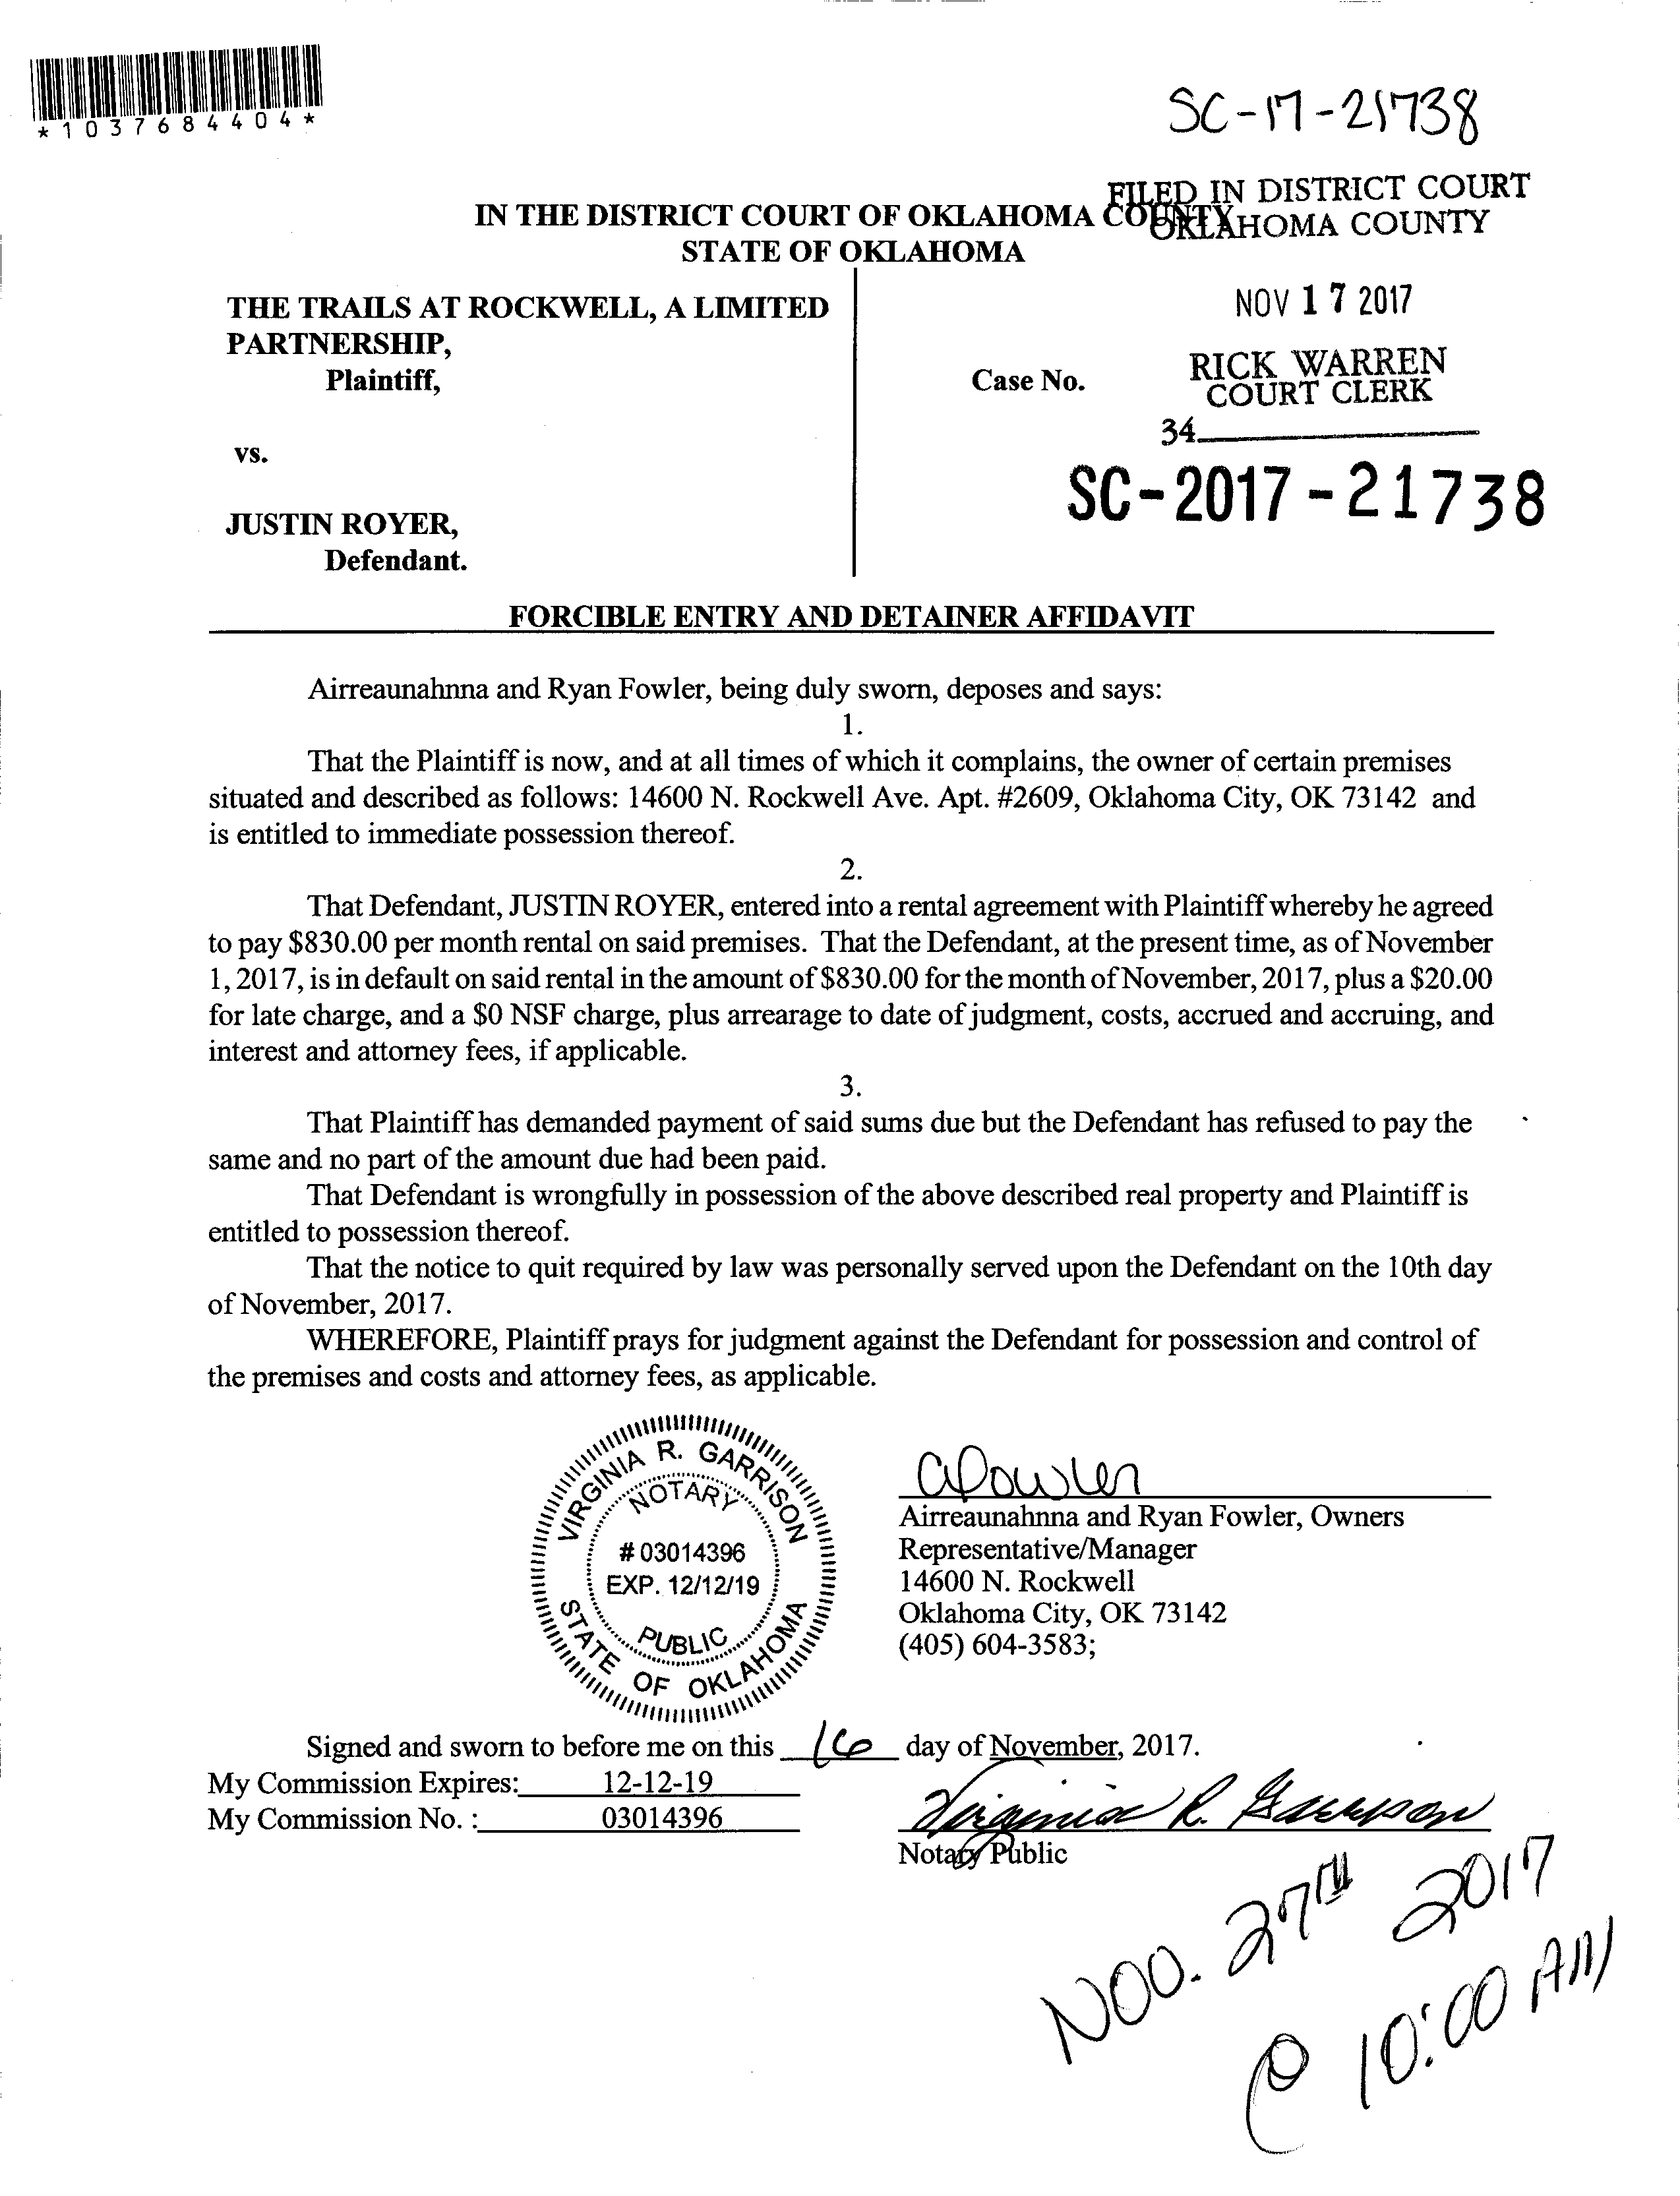 *1037684404*
SC-17-21738
FILED IN DISTRICT COURT
OKLAHOMA COUNTY
IN THE DISTRICT COURT OF OKLAHOMA COUNTY
STATE OF OKLAHOMA
THE TRAILS AT ROCKWELL, A LIMITED
PARTNERSHIP,
Plaintiff,
vs.
JUSTIN ROYER,
Defendant.
NOV 17 2017
Case No.
RICK WARREN
COURT CLERK
34
SC-2017-21738
FORCIBLE ENTRY AND DETAINER AFFIDAVIT
Airreaunahnna and Ryan Fowler, being duly sworn, deposes and says:
1.
That the Plaintiff is now, and at all times of which it complains, the owner of certain premises
situated and described as follows: 14600 N. Rockwell Ave. Apt. #2609, Oklahoma City, OK 73142 and
is entitled to immediate possession thereof.
2.
That Defendant, JUSTIN ROYER, entered into a rental agreement with Plaintiff whereby he agreed
to pay $830.00 per month rental on said premises. That the Defendant, at the present time, as of November
1, 2017, is in default on said rental in the amount of $830.00 for the month of November, 2017, plus a $20.00
for late charge, and a $0 NSF charge, plus arrearage to date of judgment, costs, accrued and accruing, and
interest and attorney fees, if applicable.
3.
That Plaintiff has demanded payment of said sums due but the Defendant has refused to pay the
same and no part of the amount due had been paid.
That Defendant is wrongfully in possession of the above described real property and Plaintiff is
entitled to possession thereof.
That the notice to quit required by law was personally served upon the Defendant on the 10th day
of November, 2017.
WHEREFORE, Plaintiff prays for judgment against the Defendant for possession and control of
the premises and costs and attorney fees, as applicable.
VIRGINIA R. GARRISON
NOTARY
# 03014396
EXP. 12/12/19
PUBLIC
STATE OF OKLAHOMA
AFowler
Airreaunahnna and Ryan Fowler, Owners
Representative/Manager
14600 N. Rockwell
Oklahoma City, OK 73142
(405) 604-3583;
Signed and sworn to before me on this 16 day of November, 2017.
My Commission Expires: 12-12-19
My Commission No. : 03014396
Virginia R. Garrison
Notary Public
NOV. 27TH 2017
@ 10:00 AM